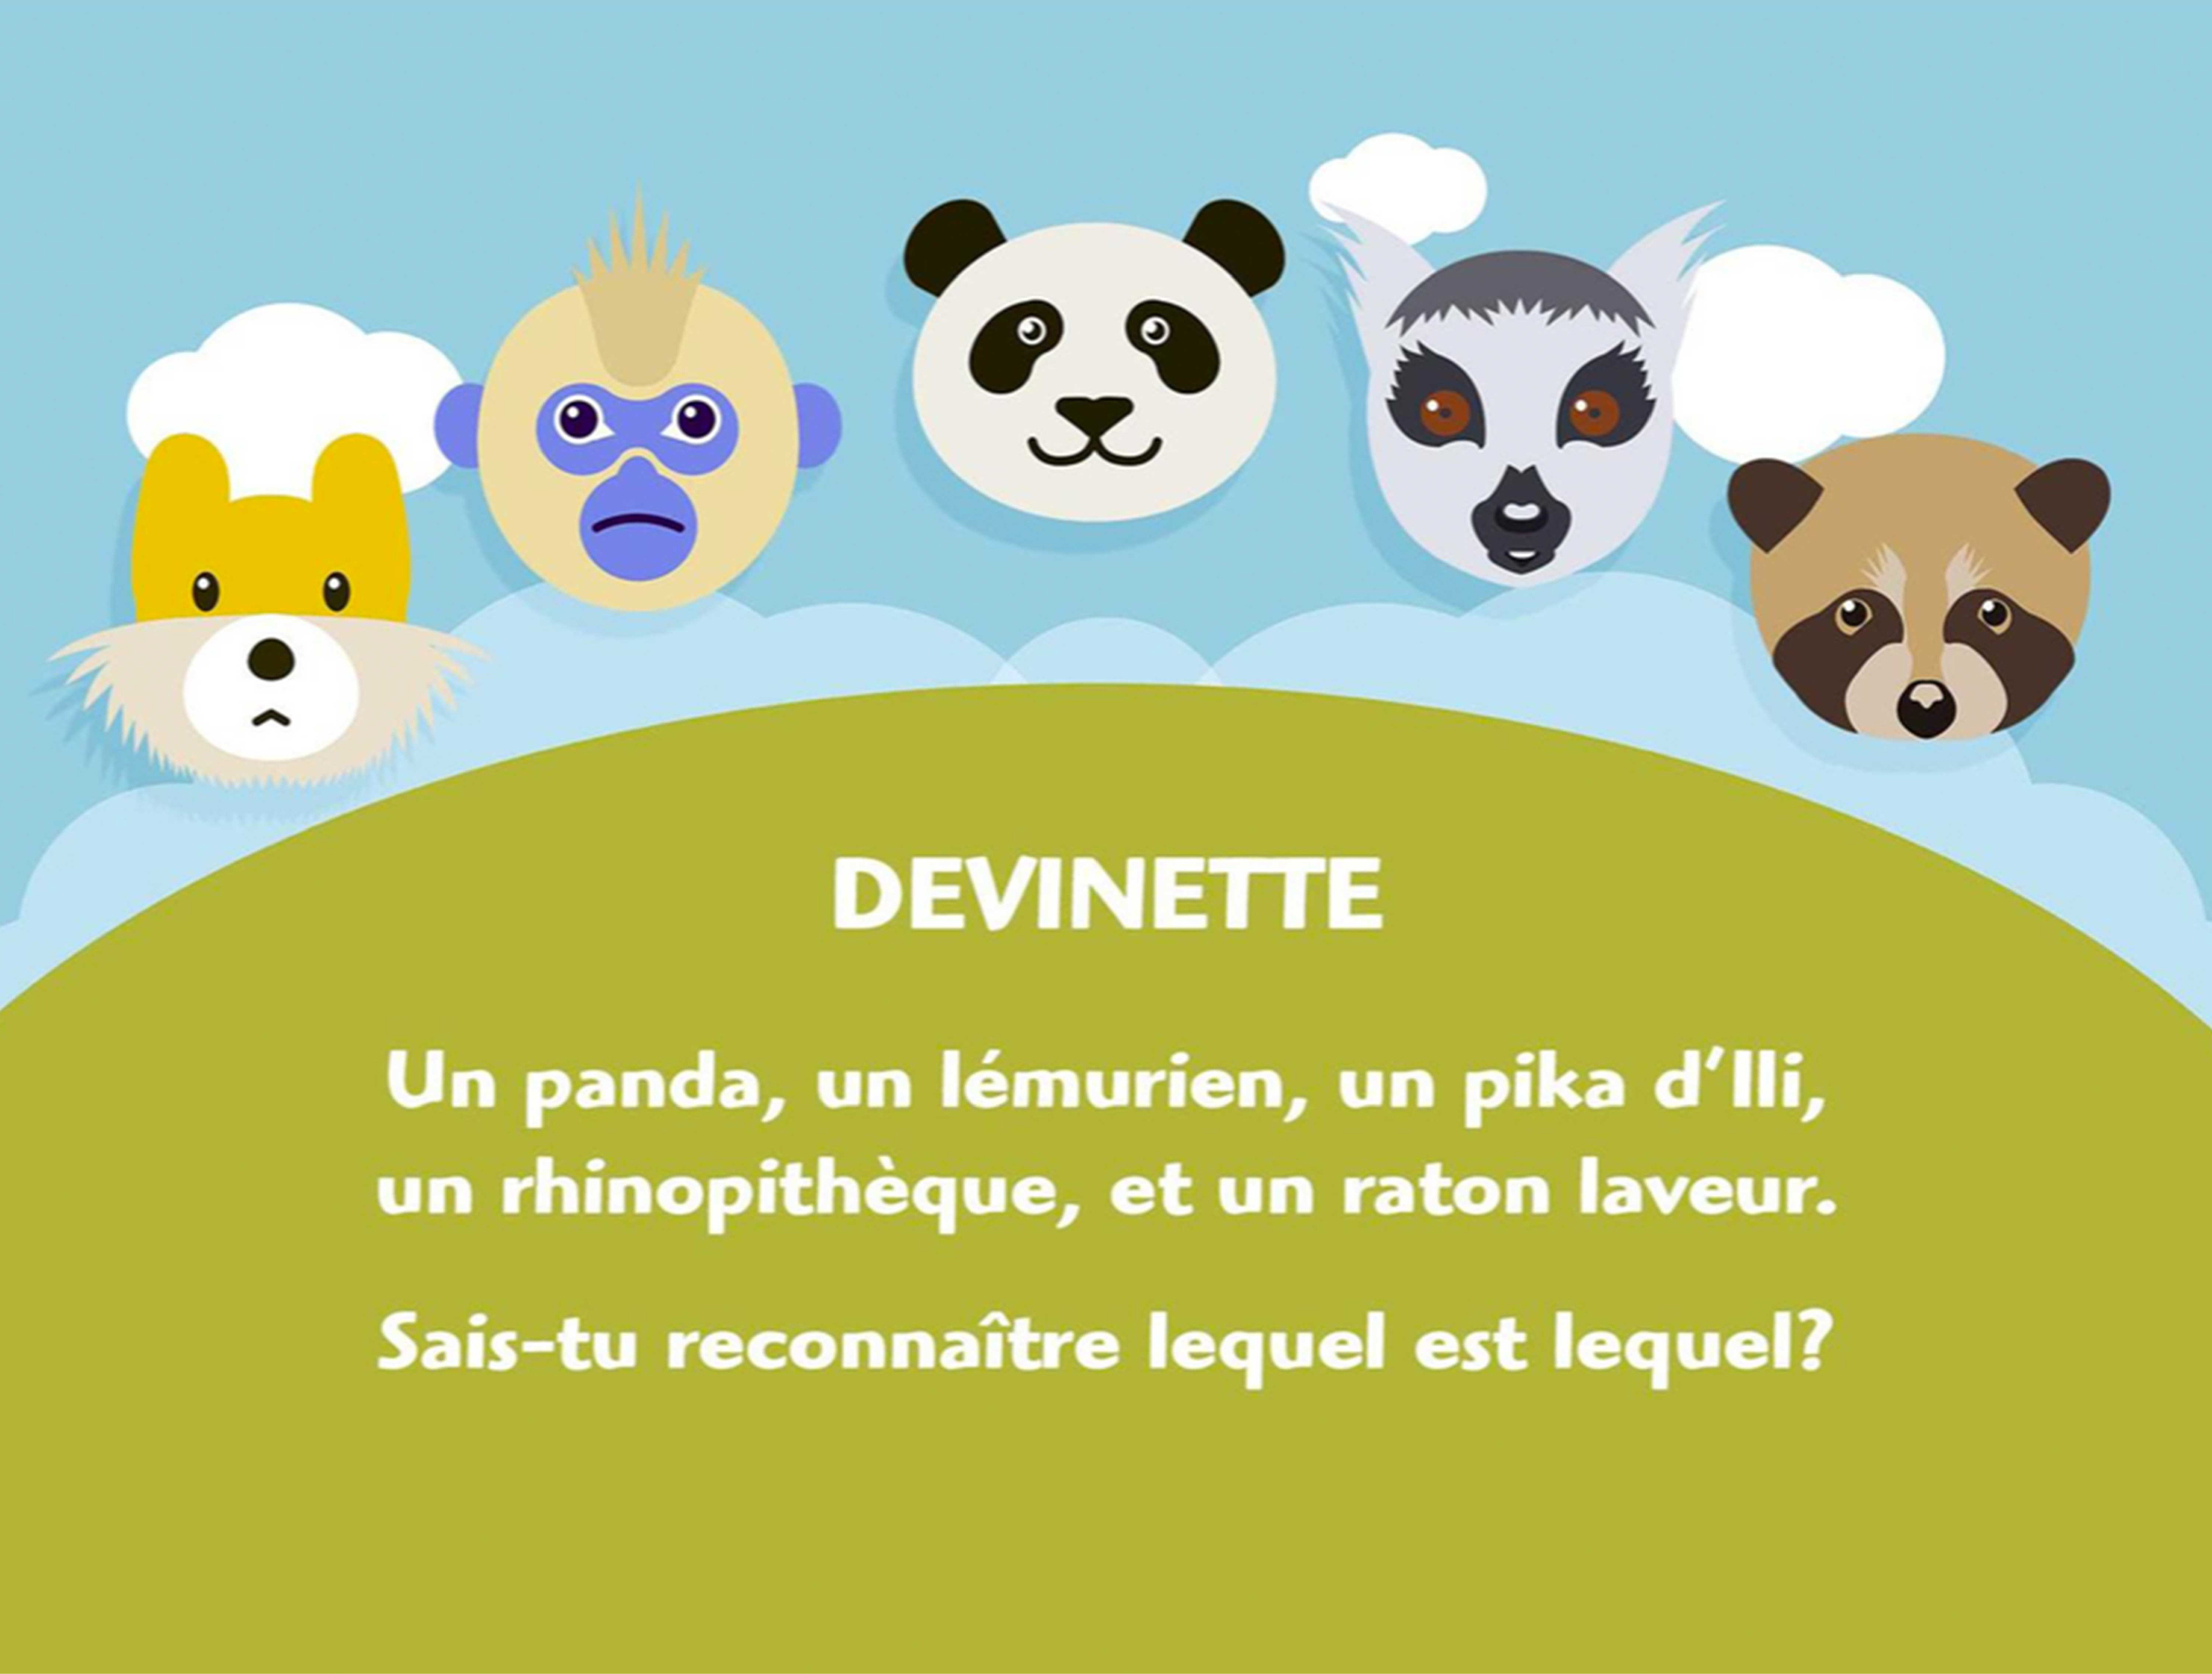 DEVINETTE
Un panda, un lémurien, un pika d'Ili,
un rhinopithèque, et un raton laveur.
Sais-tu reconnaître lequel est lequel?